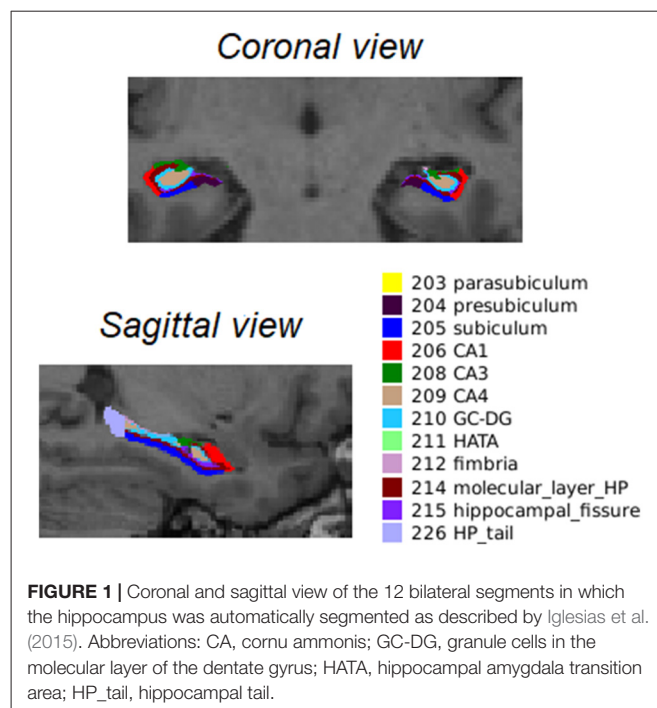 Coronal view
Sagittal view
203 parasubiculum
204 presubiculum
205 subiculum
206 CA1
208 CA3
209 CA4
210 GC-DG
211 HATA
212 fimbria
214 molecular_layer_HP
215 hippocampal_fissure
226 HP_tail
FIGURE 1 | Coronal and sagittal view of the 12 bilateral segments in which
the hippocampus was automatically segmented as described by Iglesias et al.
(2015). Abbreviations: CA, cornu ammonis; GC-DG, granule cells in the
molecular layer of the dentate gyrus; HATA, hippocampal amygdala transition
area; HP_tail, hippocampal tail.